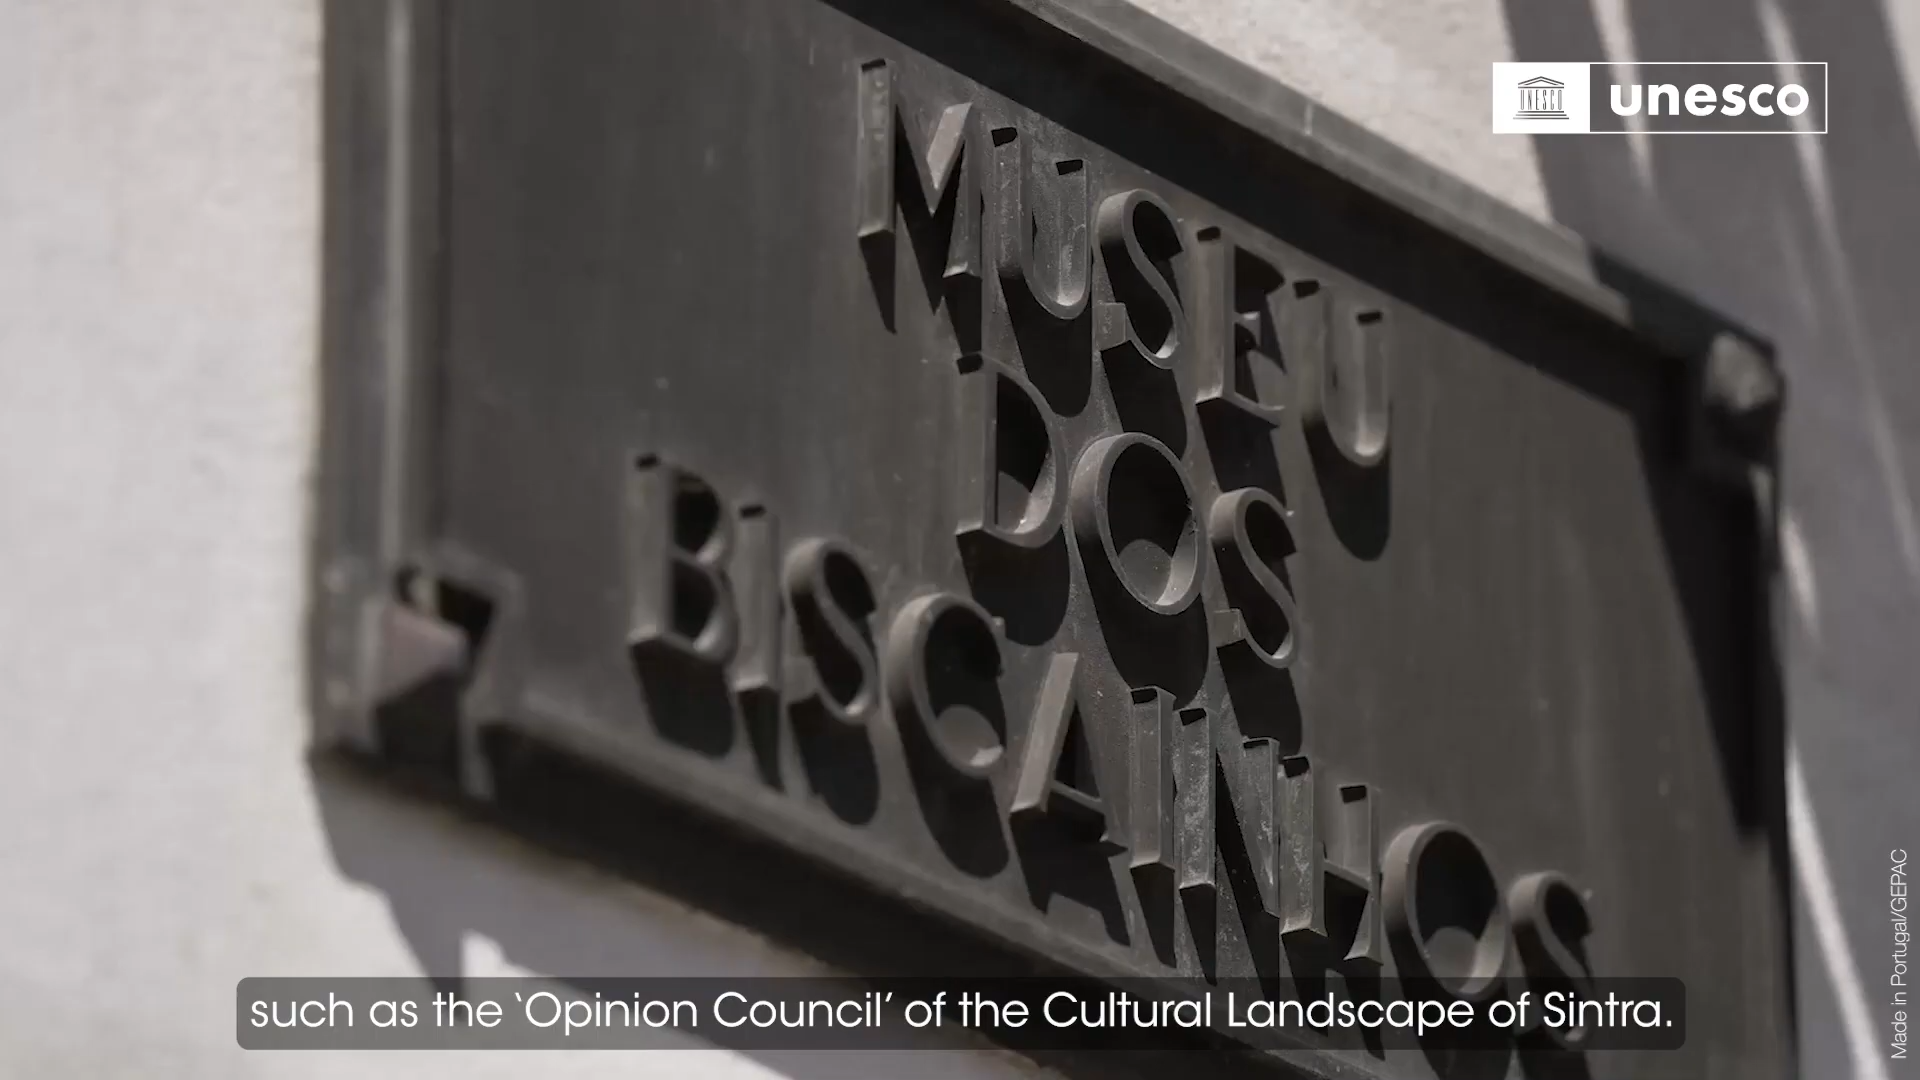 UNESCO
unesco
MUSEU
DOS
BISCAINHOS
such as the ‘Opinion Council’ of the Cultural Landscape of Sintra.
Made in Portugal/GEPAC